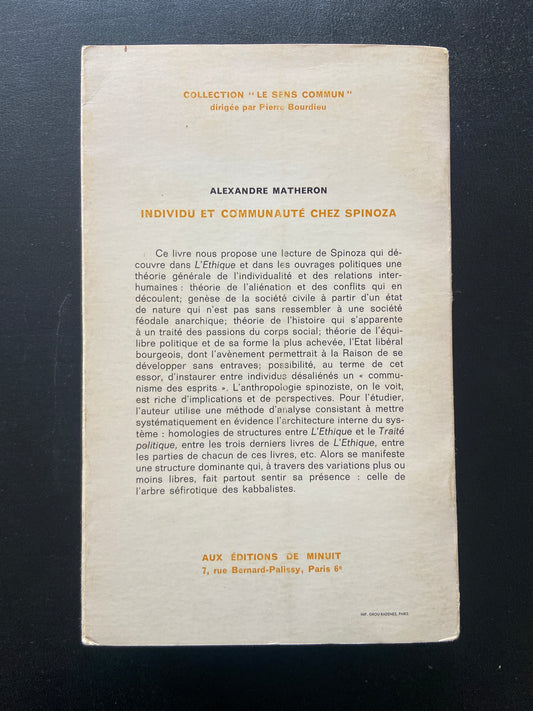 COLLECTION "LE SENS COMMUN"
dirigée par Pierre Bourdieu
ALEXANDRE MATHERON
INDIVIDU ET COMMUNAUTÉ CHEZ SPINOZA
Ce livre nous propose une lecture de Spinoza qui dé-
couvre dans L'Ethique et dans les ouvrages politiques une
théorie générale de l'individualité et des relations inter-
humaines : théorie de l'aliénation et des conflits qui en
découlent; genèse de la société civile à partir d'un état
de nature qui n'est pas sans ressembler à une société
féodale anarchique; théorie de l'histoire qui s'apparente
à un traité des passions du corps social; théorie de l'équi-
libre politique et de sa forme la plus achevée, l'Etat libéral
bourgeois, dont l'avènement permettrait à la Raison de se
développer sans entraves; possibilité, au terme de cet
essor, d'instaurer entre individus désaliénés un « commu-
nisme des esprits ». L'anthropologie spinoziste, on le voit,
est riche d'implications et de perspectives. Pour l'étudier,
l'auteur utilise une méthode d'analyse consistant à mettre
systématiquement en évidence l'architecture interne du sys-
tème : homologies de structures entre L'Ethique et le Traité
politique, entre les trois derniers livres de L'Ethique, entre
les parties de chacun de ces livres, etc. Alors se manifeste
une structure dominante qui, à travers des variations plus ou
moins libres, fait partout sentir sa présence : celle de
l'arbre séfirotique des kabbalistes.
AUX ÉDITIONS DE MINUIT
7, rue Bernard-Palissy, Paris 6e
IMP. GROU-RADENEZ, PARIS